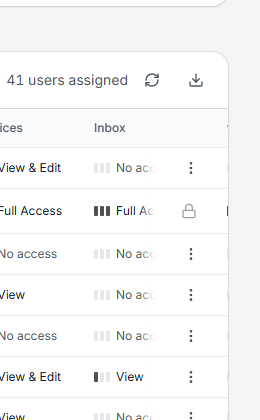 41 users assigned
ices Inbox
View & Edit No acc
Full Access Full Ac
No access No acc
View No acc
No access No acc
View & Edit View
View No acc